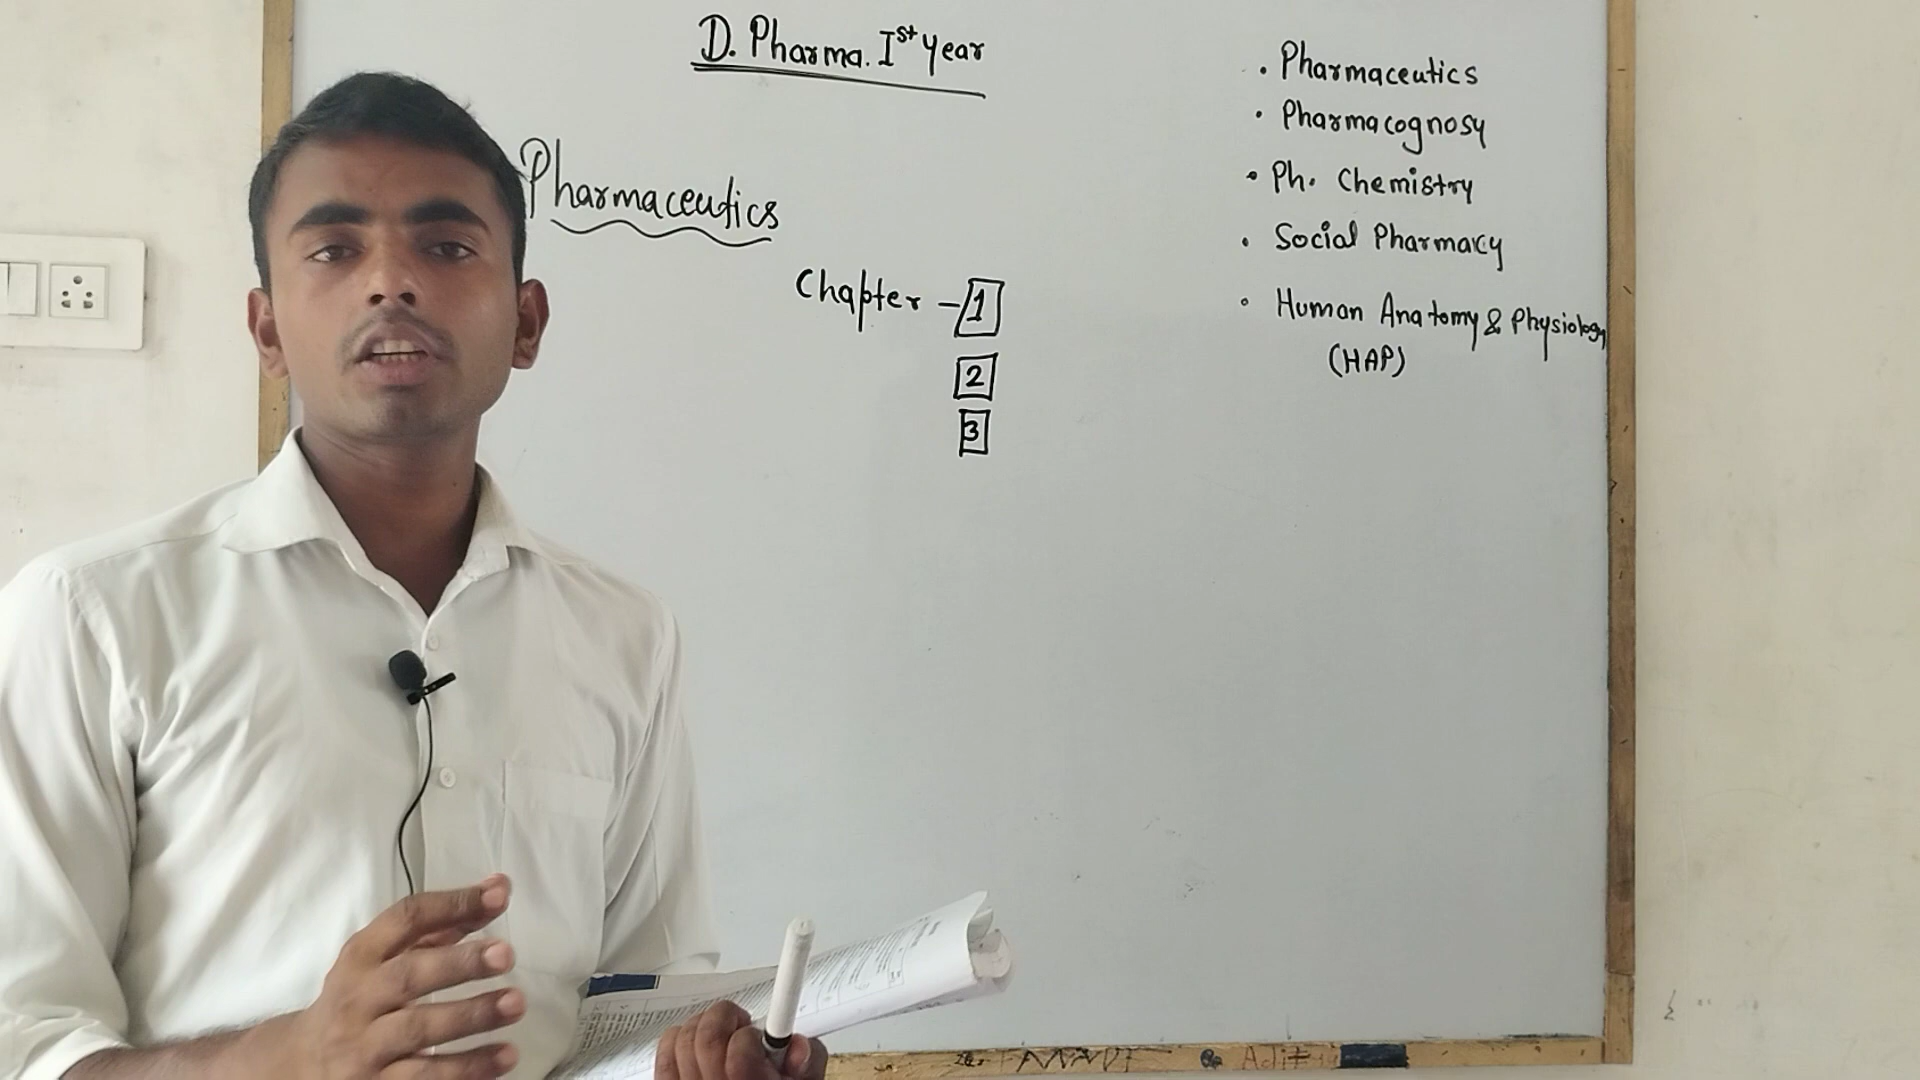 D. Pharma. Ist Year
Pharmaceutics
Chapter - 1
2
3
• Pharmaceutics
• Pharmacognosy
• Ph. Chemistry
• Social Pharmacy
• Human Anatomy & Physiology
(HAP)